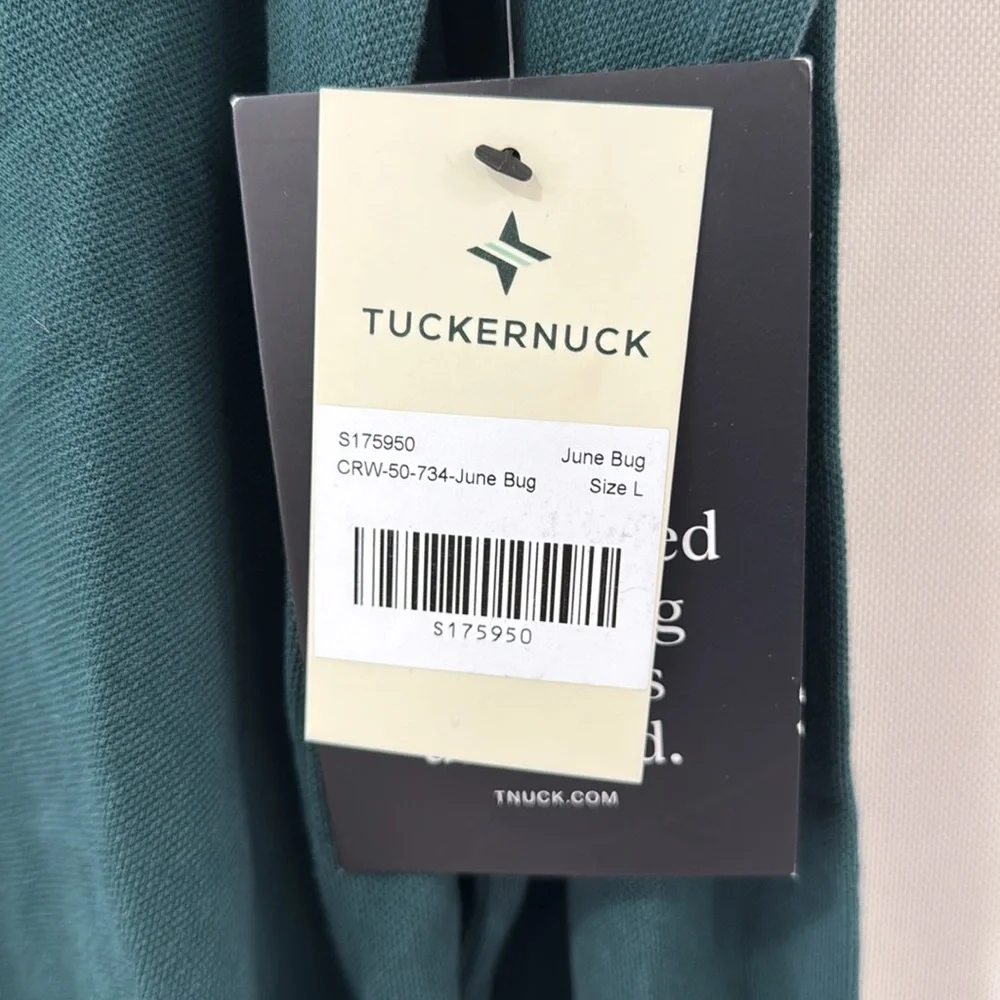 TUCKERNUCK
S175950
June Bug
CRW-50-734-June Bug
Size L
S175950
TNUCK.COM